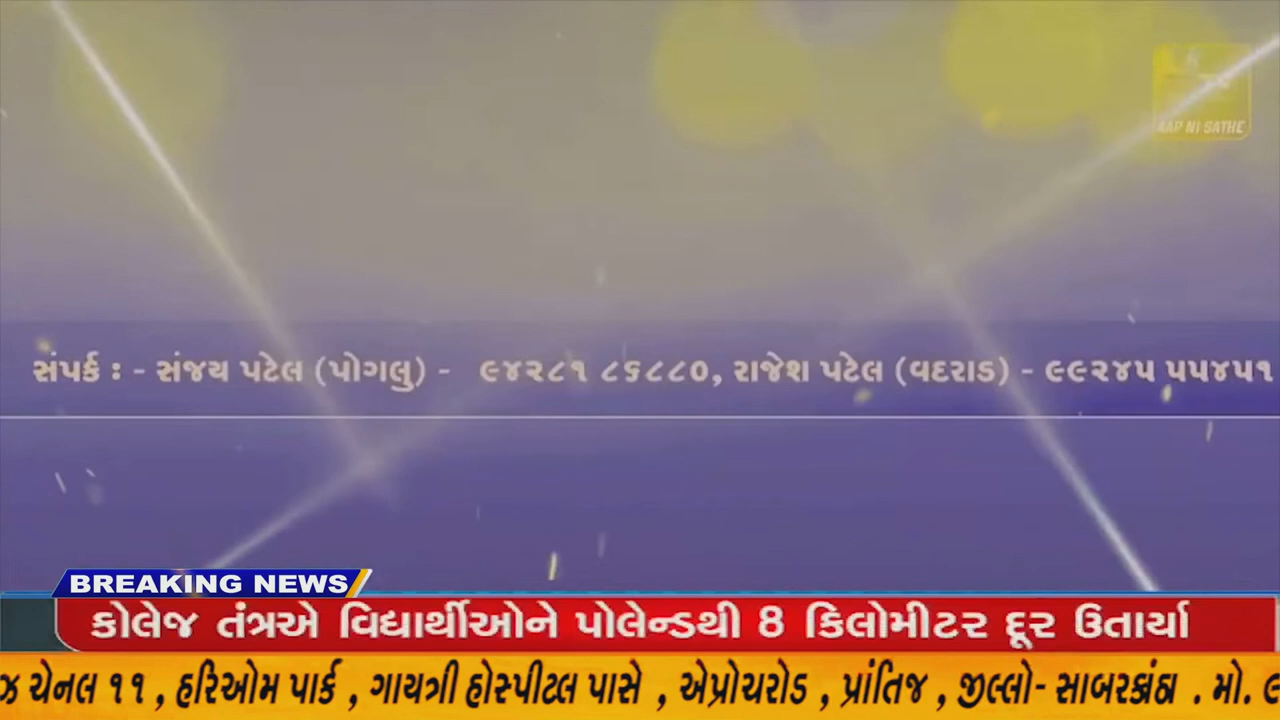 AAP NI SATHE
સંપર્ક : - સંજય પટેલ (પોગલુ) - ૯૪૨૮૧ ૮૬૮૮૦, રાજેશ પટેલ (વદરાડ) - ૯૯૨૪૫ ૫૫૪૫૧
BREAKING NEWS
કોલેજ તંત્રએ વિદ્યાર્થીઓને પોલેન્ડથી 8 કિલોમીટર દૂર ઉતાર્યા
ઝ ચેનલ ૧૧ , હરિઓમ પાર્ક , ગાયત્રી હોસ્પીટલ પાસે , એપ્રોચરોડ , પ્રાંતિજ , જીલ્લો- સાબરકાંઠા . મો. ૯